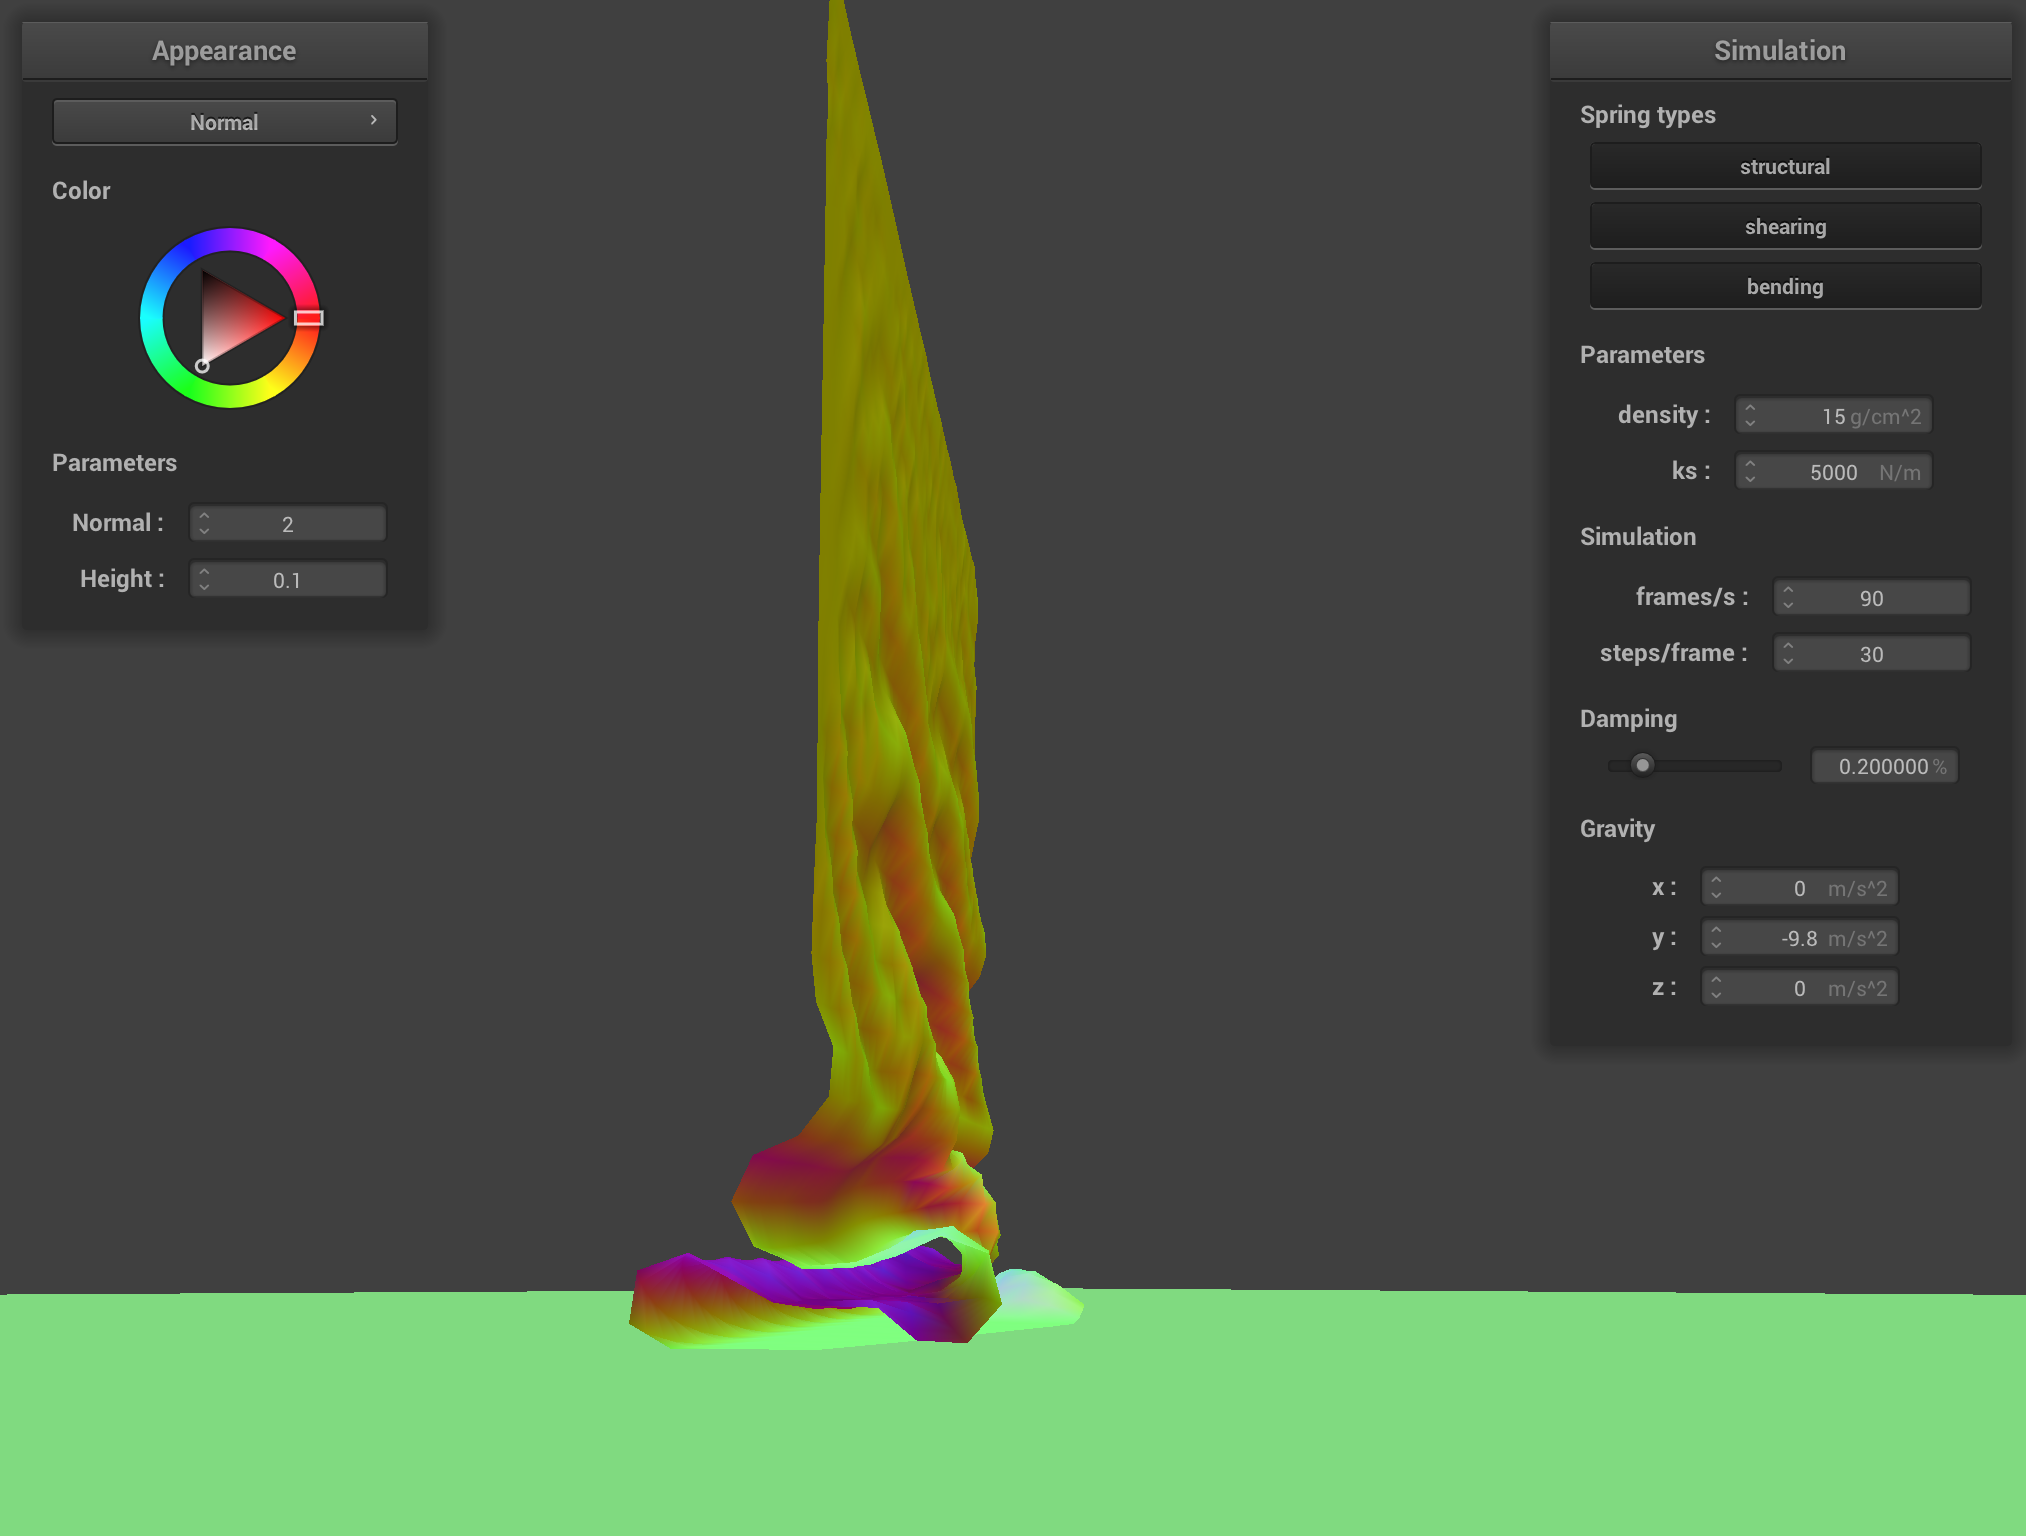 Appearance
Normal
Color
Parameters
Normal : 2
Height : 0.1
Simulation
Spring types
structural
shearing
bending
Parameters
density : 15 g/cm^2
ks : 5000 N/m
Simulation
frames/s : 90
steps/frame : 30
Damping
0.200000 %
Gravity
x : 0 m/s^2
y : -9.8 m/s^2
z : 0 m/s^2